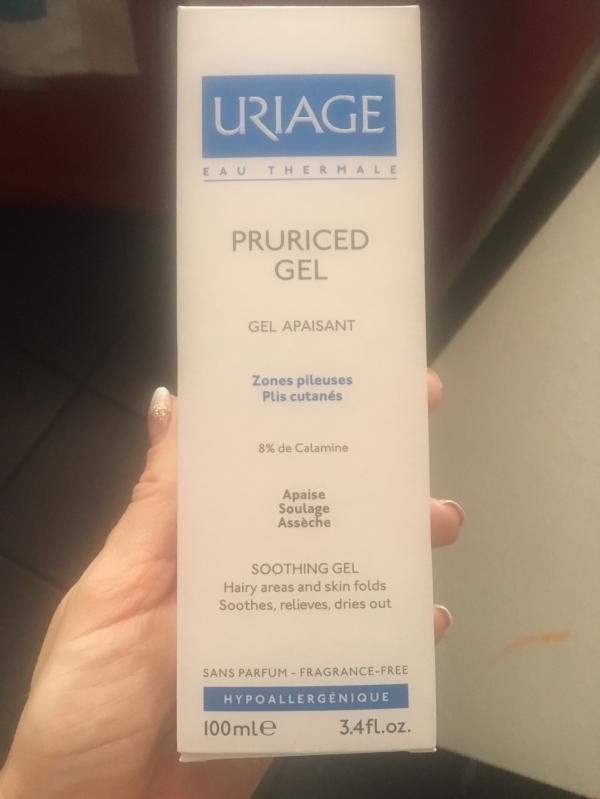 URIAGE
EAU THERMALE
PRURICED
GEL
GEL APAISANT
Zones pileuses
Plis cutanés
8% de Calamine
Apaise
Soulage
Assèche
SOOTHING GEL
Hairy areas and skin folds
Soothes, relieves, dries out
SANS PARFUM - FRAGRANCE-FREE
HYPOALLERGÉNIQUE
100ml℮ 3.4fl.oz.